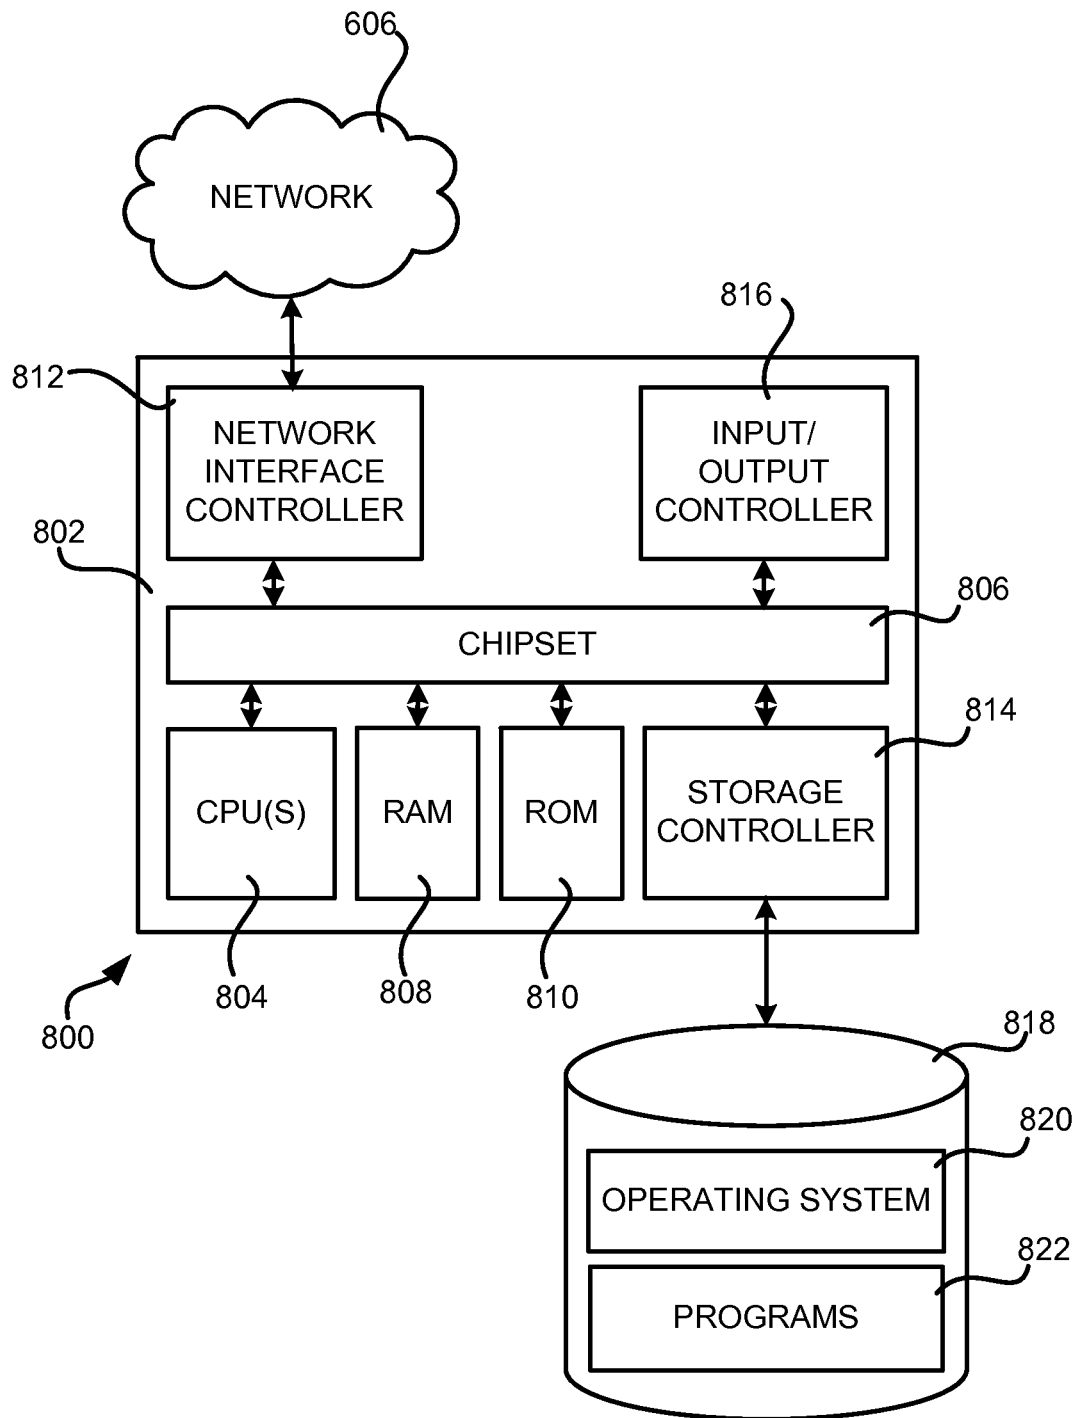 606
NETWORK
816
812
NETWORK
INTERFACE
CONTROLLER
INPUT/
OUTPUT
CONTROLLER
802
806
CHIPSET
814
CPU(S)
RAM
ROM
STORAGE
CONTROLLER
804
808
810
800
818
820
OPERATING SYSTEM
822
PROGRAMS